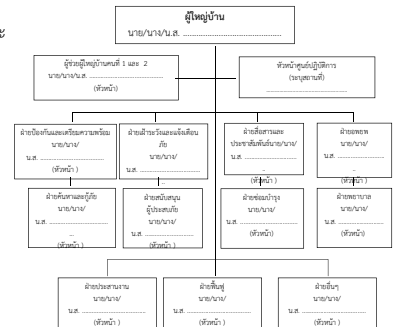 ะ
ผู้ใหญ่บ้าน
นาย/นาง/น.ส. ................................................
ผู้ช่วยผู้ใหญ่บ้านคนที่ 1 และ 2
นาย/นาง/น.ส. ....................................
(หัวหน้า)
หัวหน้าศูนย์ปฏิบัติการ
(ระบุสถานที่)
.......................................
ฝ่ายป้องกันและเตรียมความพร้อม
นาย/นาง/
น.ส. ...............................
(หัวหน้า )
ฝ่ายเฝ้าระวังและแจ้งเตือน
ภัย
นาย/นาง/
น.ส. ...............................
..
ฝ่ายสื่อสารและ
ประชาสัมพันธ์นาย/นาง/
น.ส. ...............................
..
(หัวหน้า )
ฝ่ายอพยพ
นาย/นาง/
น.ส. ...............................
(หัวหน้า )
ฝ่ายค้นหาและกู้ภัย
นาย/นาง/
น.ส. ...............................
..
(หัวหน้า )
ฝ่ายสนับสนุน
ผู้ประสบภัย
นาย/นาง/
น.ส. ...............................
(หัวหน้า )
ฝ่ายซ่อมบำรุง
นาย/นาง/
น.ส. ...............................
(หัวหน้า)
ฝ่ายพยาบาล
นาย/นาง/
น.ส. ...............................
(หัวหน้า)
ฝ่ายประสานงาน
นาย/นาง/
น.ส. ...............................
(หัวหน้า )
ฝ่ายฟื้นฟู
นาย/นาง/
น.ส. ...............................
(หัวหน้า )
ฝ่ายอื่นๆ
นาย/นาง/
น.ส. ...............................
(หัวหน้า )